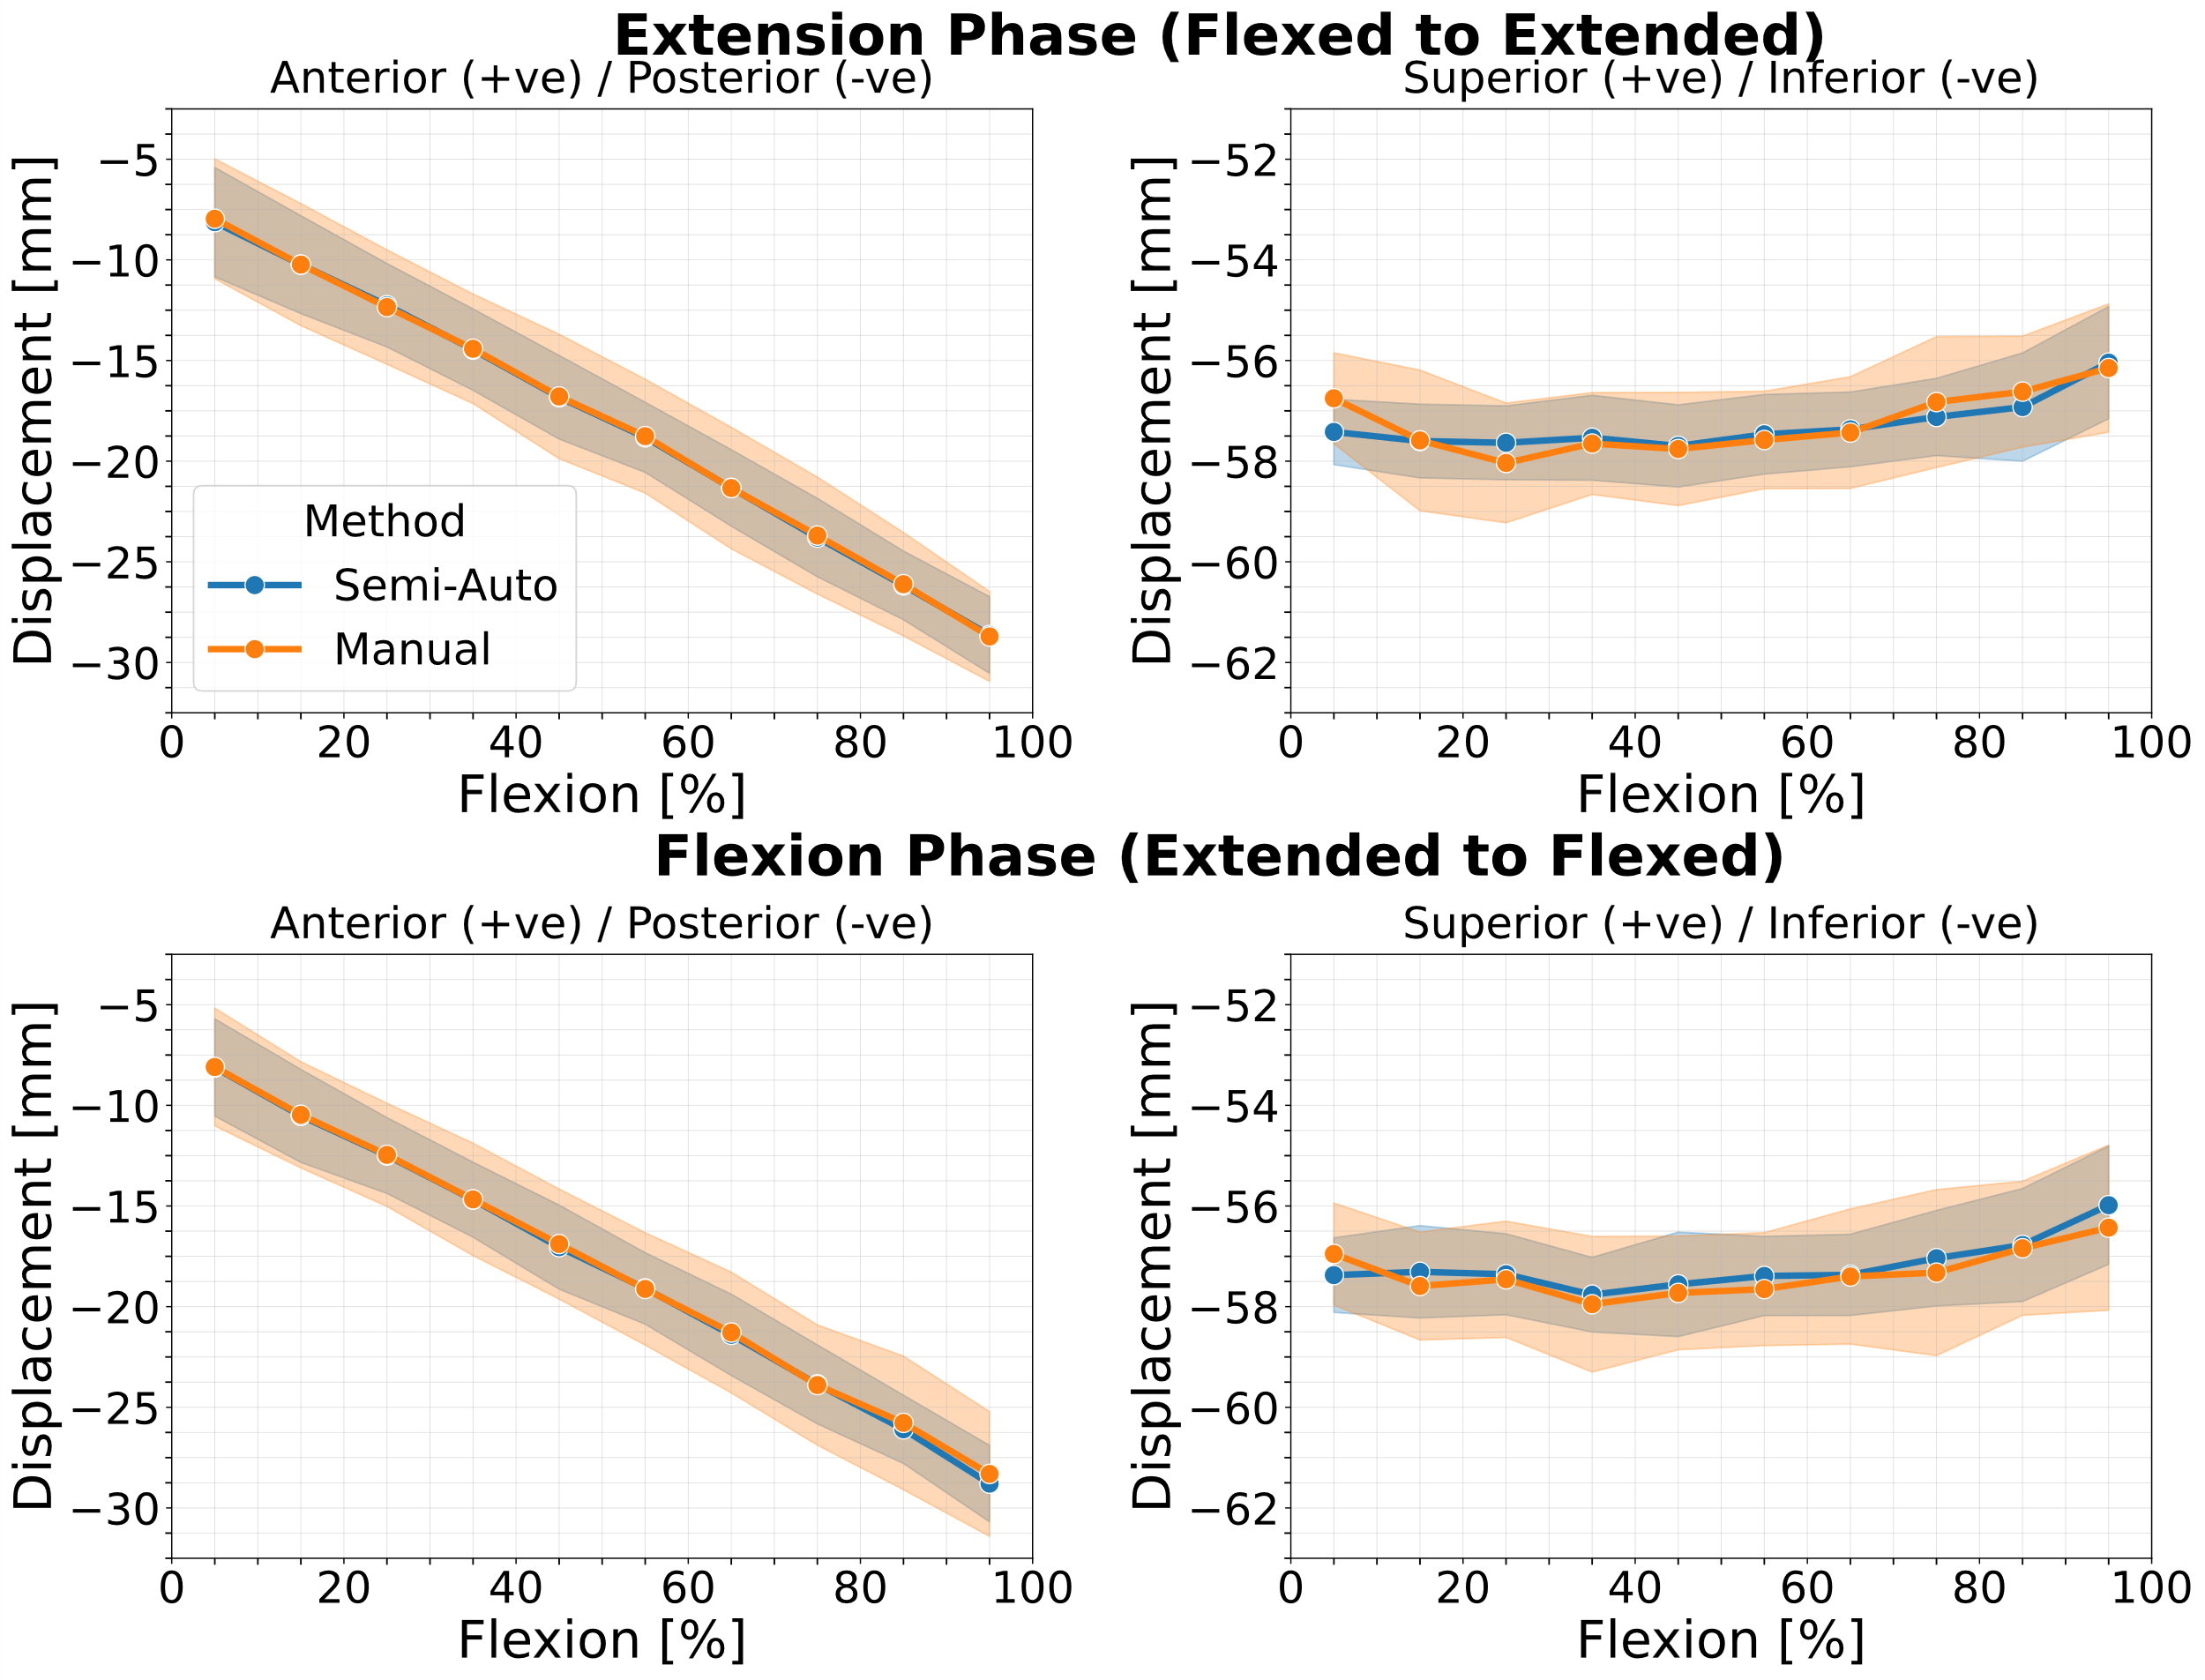 Extension Phase (Flexed to Extended)
Anterior (+ve) / Posterior (-ve)
Displacement [mm]
−5
−10
−15
−20
−25
−30
Method
Semi-Auto
Manual
0 20 40 60 80 100
Flexion [%]
Superior (+ve) / Inferior (-ve)
Displacement [mm]
−52
−54
−56
−58
−60
−62
0 20 40 60 80 100
Flexion [%]
Flexion Phase (Extended to Flexed)
Anterior (+ve) / Posterior (-ve)
Displacement [mm]
−5
−10
−15
−20
−25
−30
0 20 40 60 80 100
Flexion [%]
Superior (+ve) / Inferior (-ve)
Displacement [mm]
−52
−54
−56
−58
−60
−62
0 20 40 60 80 100
Flexion [%]